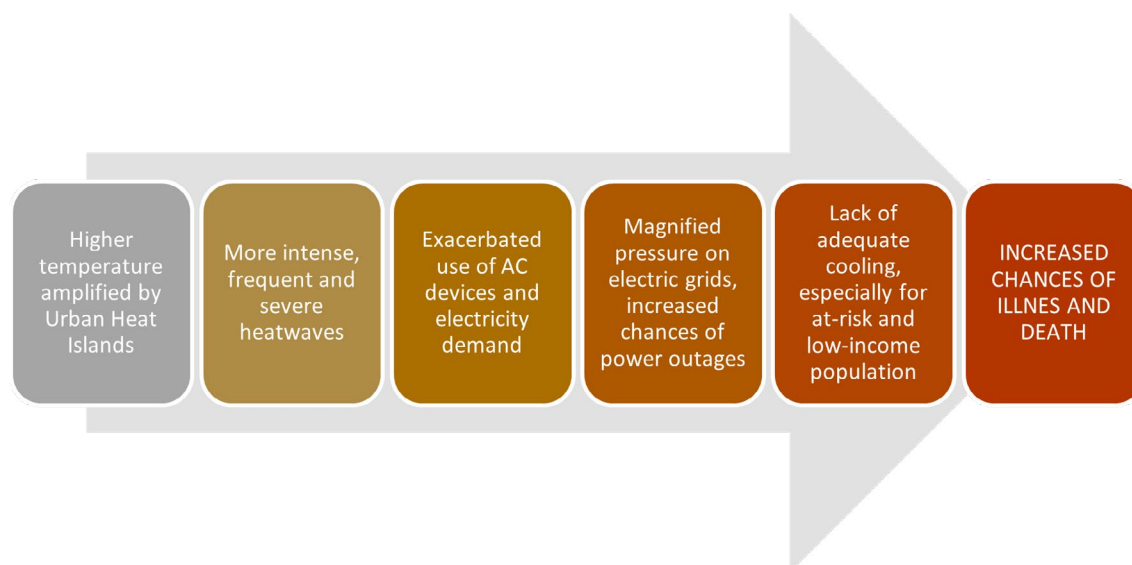 Higher
temperature
amplified by
Urban Heat
Islands
More intense,
frequent and
severe
heatwaves
Exacerbated
use of AC
devices and
electricity
demand
Magnified
pressure on
electric grids,
increased
chances of
power outages
Lack of
adequate
cooling,
especially for
at-risk and
low-income
population
INCREASED
CHANCES OF
ILLNES AND
DEATH